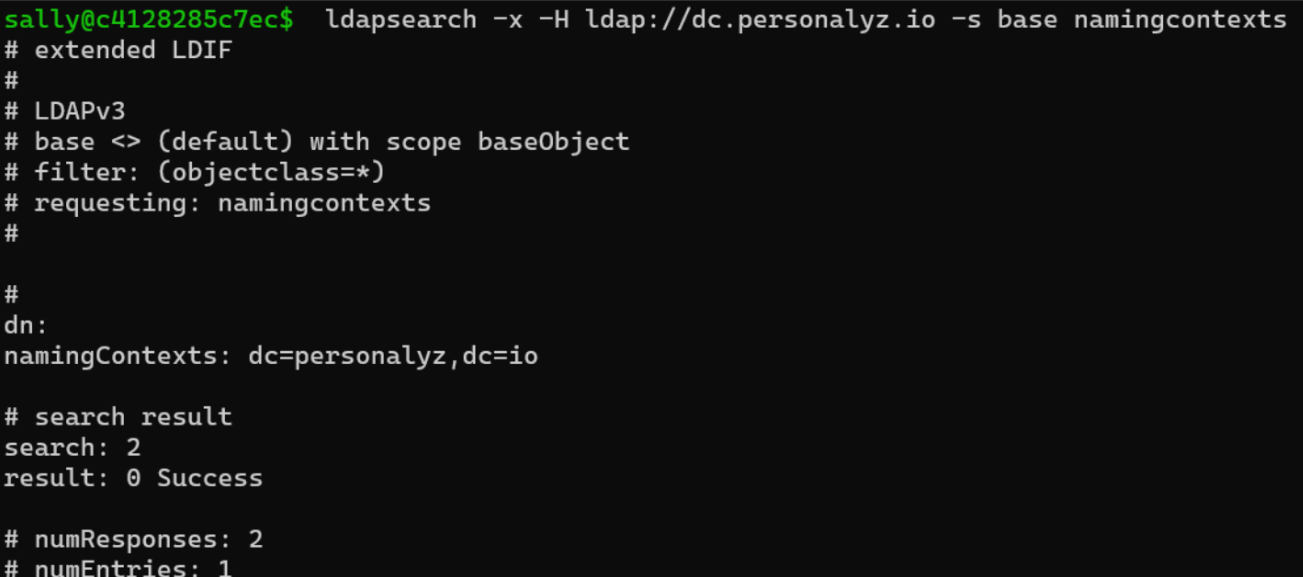 sally@c4128285c7ec$ ldapsearch -x -H ldap://dc.personalyz.io -s base namingcontexts
# extended LDIF
#
# LDAPv3
# base <> (default) with scope baseObject
# filter: (objectclass=*)
# requesting: namingcontexts
#
#
dn:
namingContexts: dc=personalyz,dc=io
# search result
search: 2
result: 0 Success
# numResponses: 2
# numEntries: 1